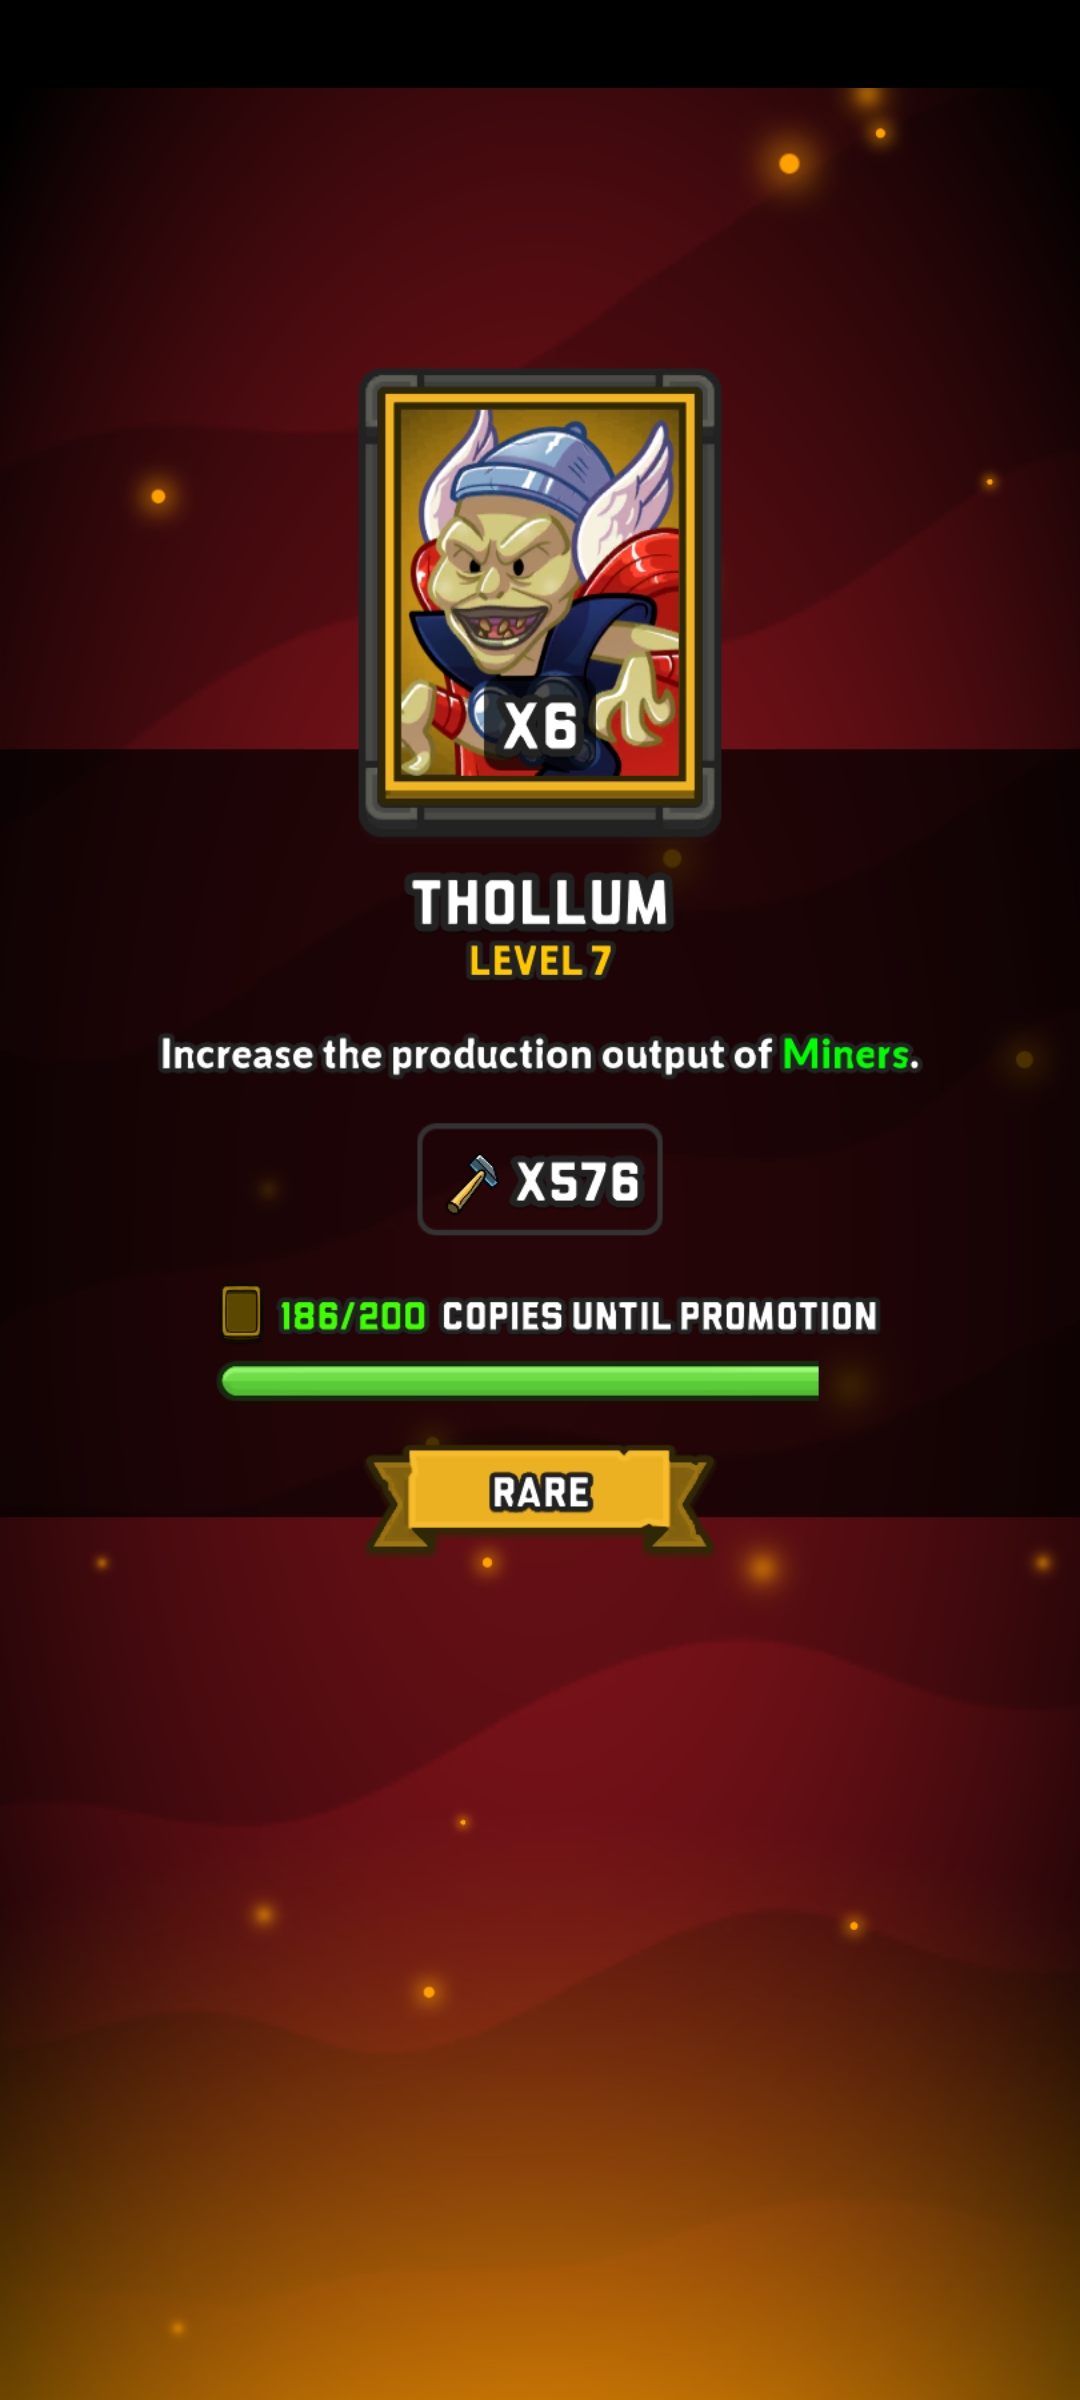 X6
THOLLUM
LEVEL 7
Increase the production output of Miners.
X576
186/200 COPIES UNTIL PROMOTION
RARE